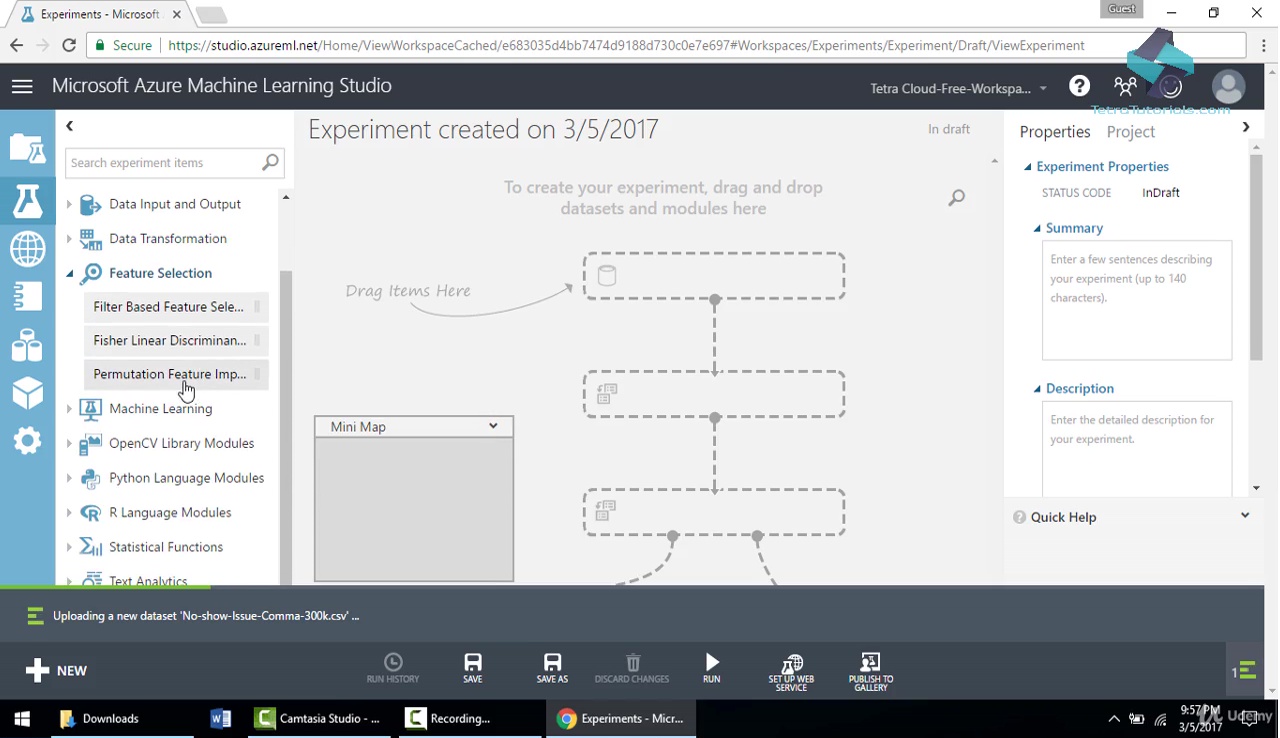 Experiments - Microsoft
Guest
Secure
https://studio.azureml.net/Home/ViewWorkspaceCached/e683035d4bb7474d9188d730c0e7e697#Workspaces/Experiments/Experiment/Draft/ViewExperiment
Microsoft Azure Machine Learning Studio
Tetra Cloud-Free-Workspa...
TetraTutorials.com
Search experiment items
Data Input and Output
Data Transformation
Feature Selection
Filter Based Feature Sele...
Fisher Linear Discriminan...
Permutation Feature Imp...
Machine Learning
OpenCV Library Modules
Python Language Modules
R Language Modules
Statistical Functions
Text Analytics
Experiment created on 3/5/2017
In draft
To create your experiment, drag and drop
datasets and modules here
Drag Items Here
Mini Map
Properties
Project
Experiment Properties
STATUS CODE
InDraft
Summary
Enter a few sentences describing
your experiment (up to 140
characters).
Description
Enter the detailed description for
your experiment.
Quick Help
Uploading a new dataset 'No-show-Issue-Comma-300k.csv' ...
NEW
RUN HISTORY
SAVE
SAVE AS
DISCARD CHANGES
RUN
SET UP WEB
SERVICE
PUBLISH TO
GALLERY
1
Downloads
Camtasia Studio - ...
Recording...
Experiments - Micr...
9:57 PM
3/5/2017
Udemy